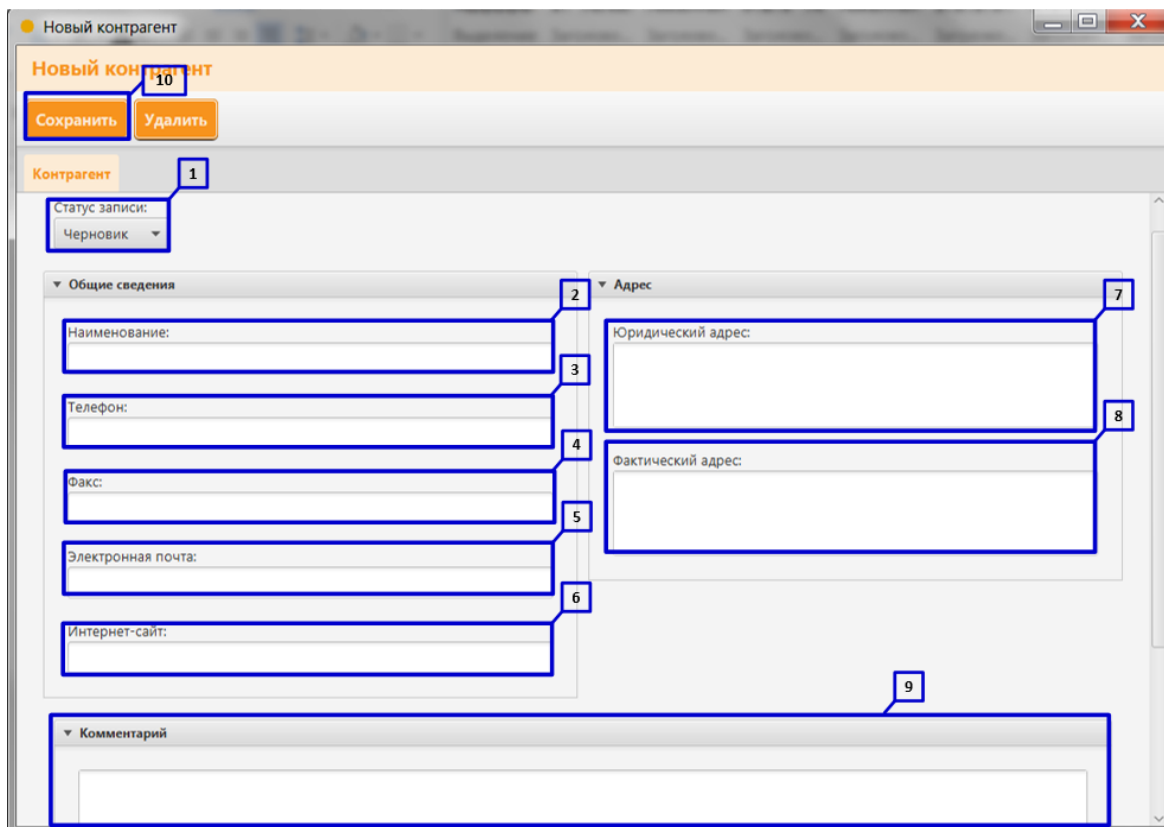 Новый контрагент
Новый контрагент
10
Сохранить Удалить
Контрагент
1
Статус записи:
Черновик
Общие сведения
2
Наименование:
3
Телефон:
4
Факс:
5
Электронная почта:
6
Интернет-сайт:
Адрес
7
Юридический адрес:
8
Фактический адрес:
9
Комментарий